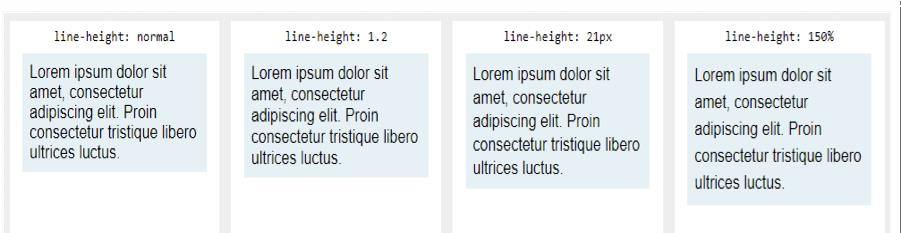 line-height: normal
Lorem ipsum dolor sit
amet, consectetur
adipiscing elit. Proin
consectetur tristique libero
ultrices luctus.
line-height: 1.2
Lorem ipsum dolor sit
amet, consectetur
adipiscing elit. Proin
consectetur tristique libero
ultrices luctus.
line-height: 21px
Lorem ipsum dolor sit
amet, consectetur
adipiscing elit. Proin
consectetur tristique libero
ultrices luctus.
line-height: 150%
Lorem ipsum dolor sit
amet, consectetur
adipiscing elit. Proin
consectetur tristique libero
ultrices luctus.